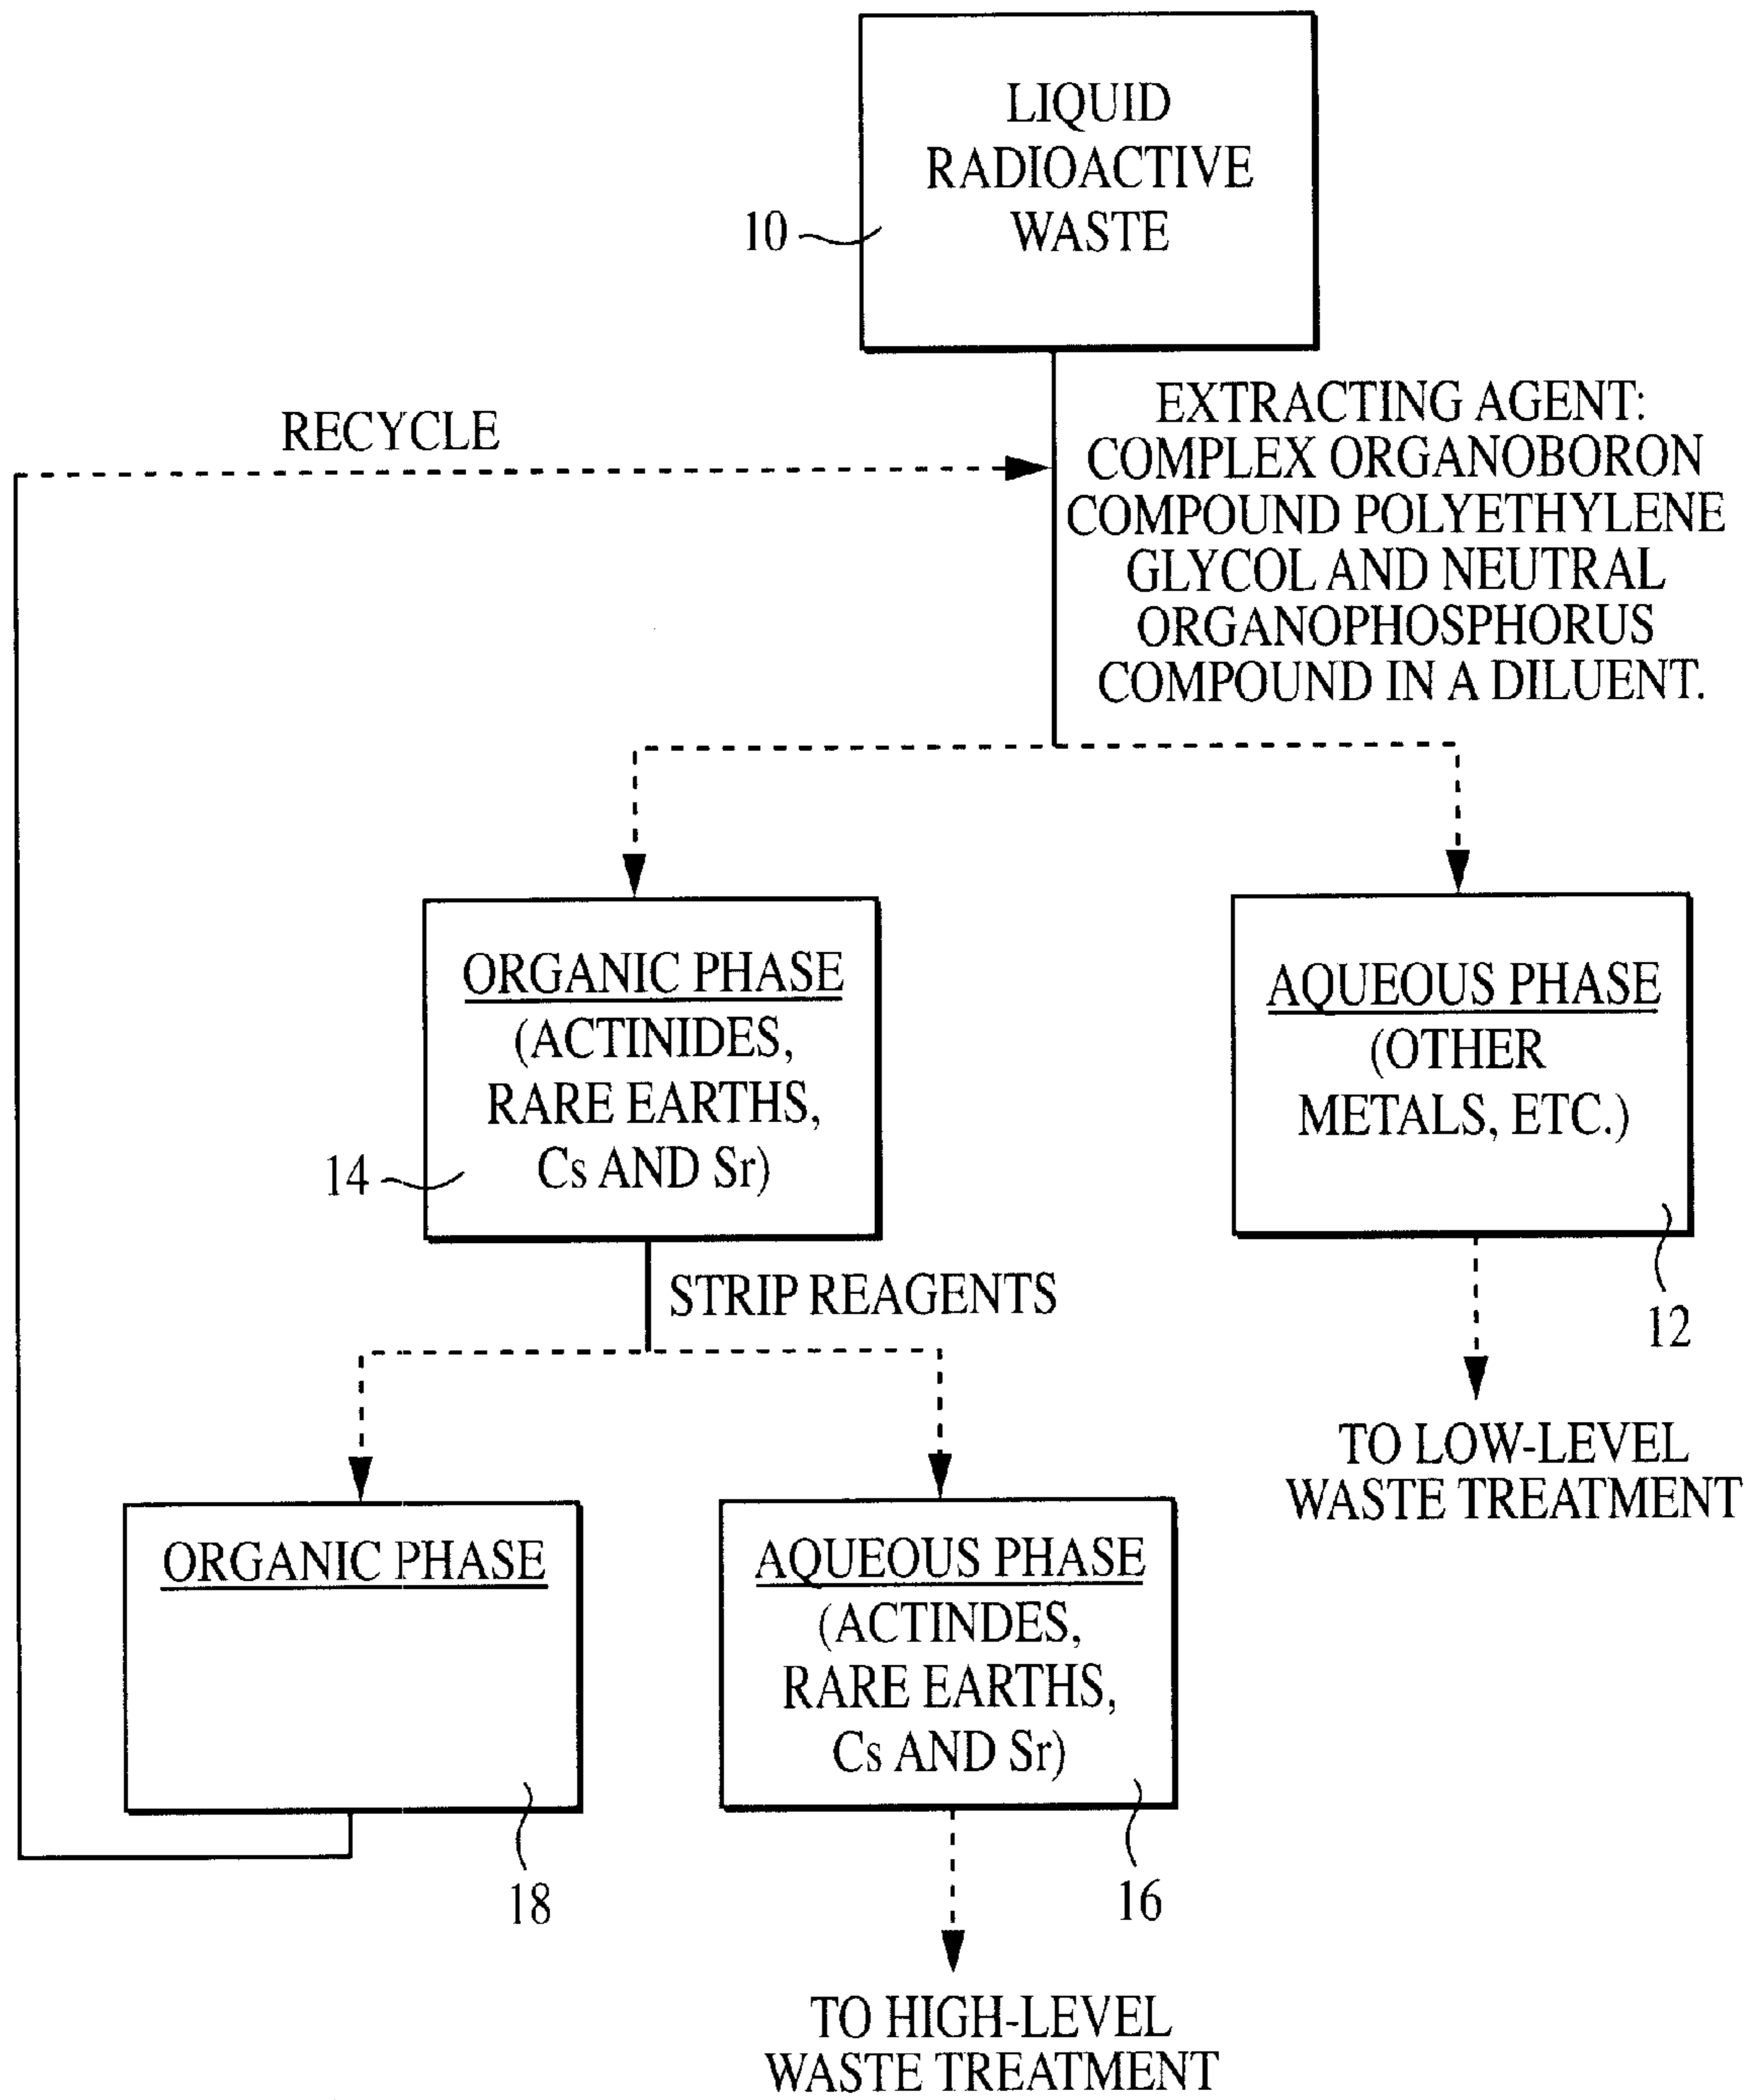 LIQUID
RADIOACTIVE
WASTE
10
RECYCLE
EXTRACTING AGENT:
COMPLEX ORGANOBORON
COMPOUND POLYETHYLENE
GLYCOL AND NEUTRAL
ORGANOPHOSPHORUS
COMPOUND IN A DILUENT.
ORGANIC PHASE
(ACTINIDES,
RARE EARTHS,
Cs AND Sr)
14
AQUEOUS PHASE
(OTHER
METALS, ETC.)
12
STRIP REAGENTS
TO LOW-LEVEL
WASTE TREATMENT
ORGANIC PHASE
18
AQUEOUS PHASE
(ACTINDES,
RARE EARTHS,
Cs AND Sr)
16
TO HIGH-LEVEL
WASTE TREATMENT